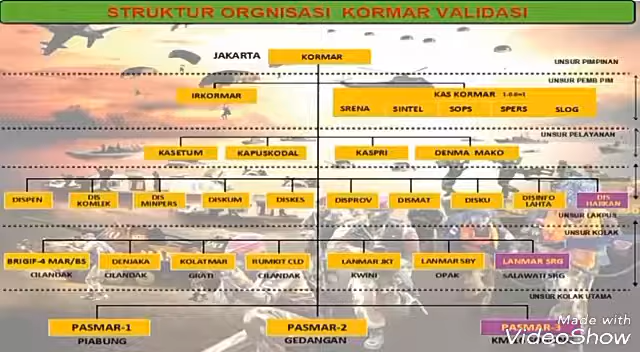 STRUKTUR ORGNISASI KORMAR VALIDASI
JAKARTA KORMAR
UNSUR PIMPINAN
UNSUR PEMB PIM
IRKORMAR
KAS KORMAR
SRENA SINTEL SOPS SPERS SLOG
UNSUR PELAYANAN
KASETUM KAPUSKODAL KASPRI DENMA MAKO
DISPEN DIS KOMLEK DIS MINPERS DISKUM DISKES DISPROV DISMAT DISKU DISINFO LAHTA DIS HARKAN
UNSUR LAKPUS
UNSUR KOLAK
BRIGIF-4 MAR/BS DENJAKA KOLATMAR RUMKIT CLD LANMAR JKT LANMAR SBY LANMAR SRG
CILANDAK CILANDAK GRATI CILANDAK KWINI OPAK SALAWATI SRG
UNSUR KOLAK UTAMA
PASMAR-1 PASMAR-2 PASMAR-3
PIABUNG GEDANGAN
Made with
VideoShow